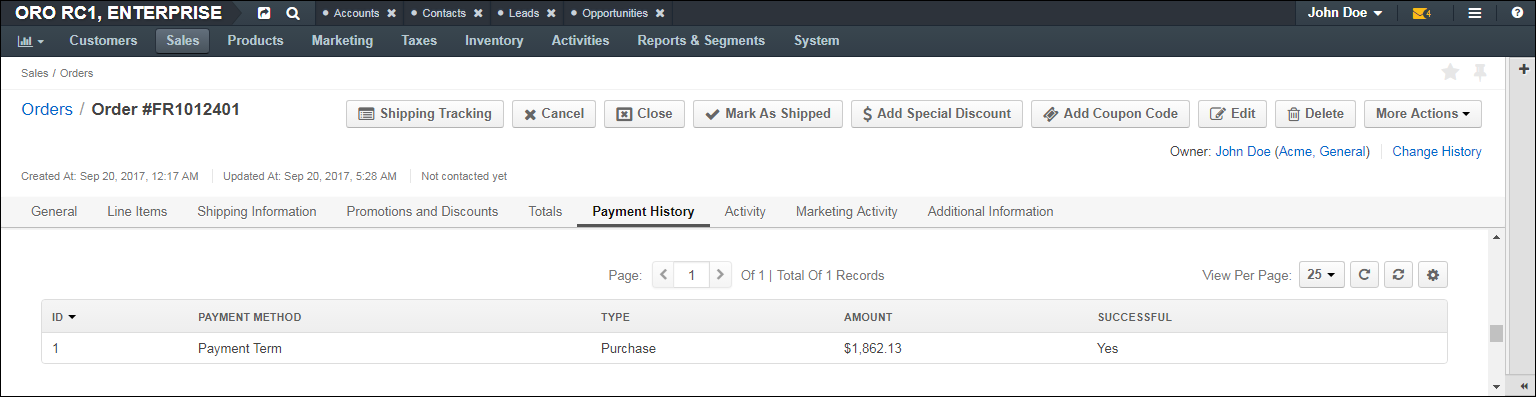 ORO RC1, ENTERPRISE Accounts Contacts Leads Opportunities John Doe 4
Customers Sales Products Marketing Taxes Inventory Activities Reports & Segments System
Sales / Orders
Orders / Order #FR1012401 Shipping Tracking Cancel Close Mark As Shipped Add Special Discount Add Coupon Code Edit Delete More Actions
Owner: John Doe (Acme, General) Change History
Created At: Sep 20, 2017, 12:17 AM Updated At: Sep 20, 2017, 5:28 AM Not contacted yet
General Line Items Shipping Information Promotions and Discounts Totals Payment History Activity Marketing Activity Additional Information
Page: 1 Of 1 | Total Of 1 Records View Per Page: 25
ID PAYMENT METHOD TYPE AMOUNT SUCCESSFUL
1 Payment Term Purchase $1,862.13 Yes